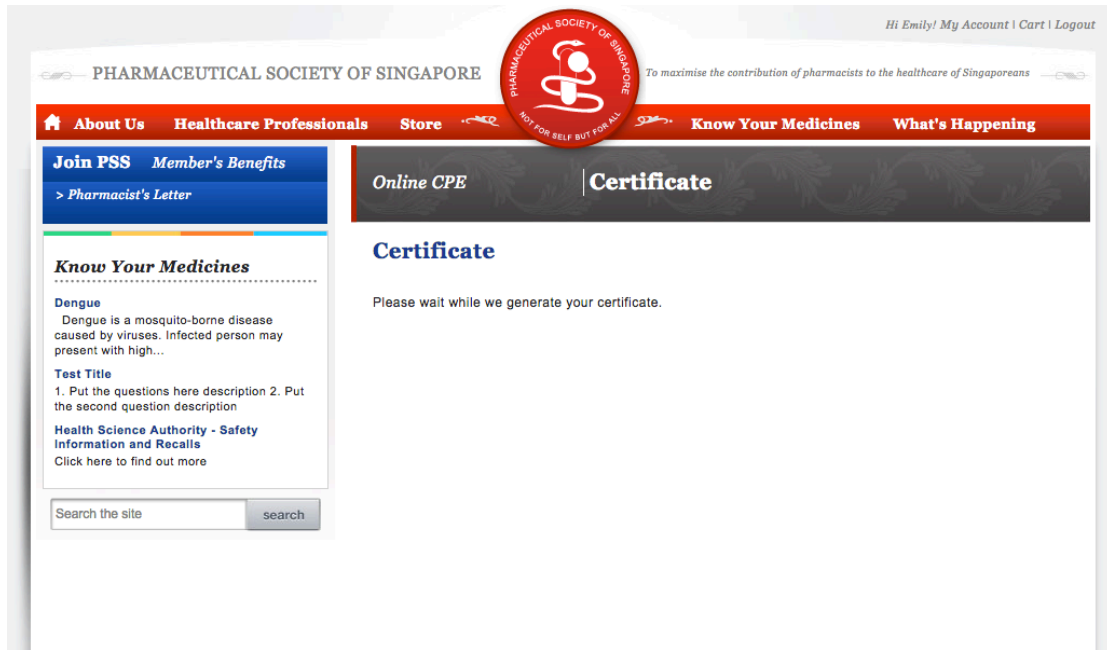 Hi Emily! My Account | Cart | Logout
PHARMACEUTICAL SOCIETY OF SINGAPORE
PHARMACEUTICAL SOCIETY OF SINGAPORE
NOT FOR SELF BUT FOR ALL
To maximise the contribution of pharmacists to the healthcare of Singaporeans
About Us Healthcare Professionals Store Know Your Medicines What's Happening
Join PSS Member's Benefits
> Pharmacist's Letter
Online CPE Certificate
Certificate
Please wait while we generate your certificate.
Know Your Medicines
Dengue
Dengue is a mosquito-borne disease
caused by viruses. Infected person may
present with high...
Test Title
1. Put the questions here description 2. Put
the second question description
Health Science Authority - Safety
Information and Recalls
Click here to find out more
Search the site search